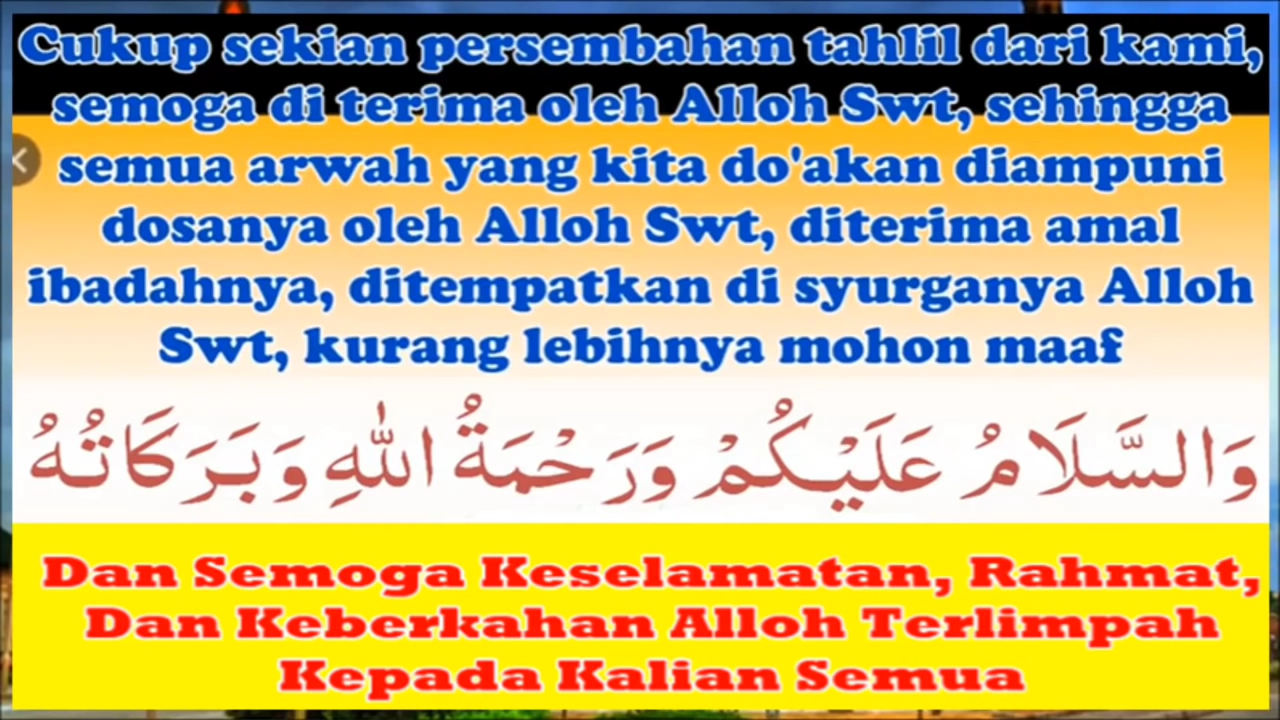 Cukup sekian persembahan tahlil dari kami,
semoga di terima oleh Alloh Swt, sehingga
semua arwah yang kita do'akan diampuni
dosanya oleh Alloh Swt, diterima amal
ibadahnya, ditempatkan di syurganya Alloh
Swt, kurang lebihnya mohon maaf
وَالسَّلَامُ عَلَيْكُمْ وَرَحْمَةُ اللهِ وَبَرَكَاتُهُ
Dan Semoga Keselamatan, Rahmat,
Dan Keberkahan Alloh Terlimpah
Kepada Kalian Semua